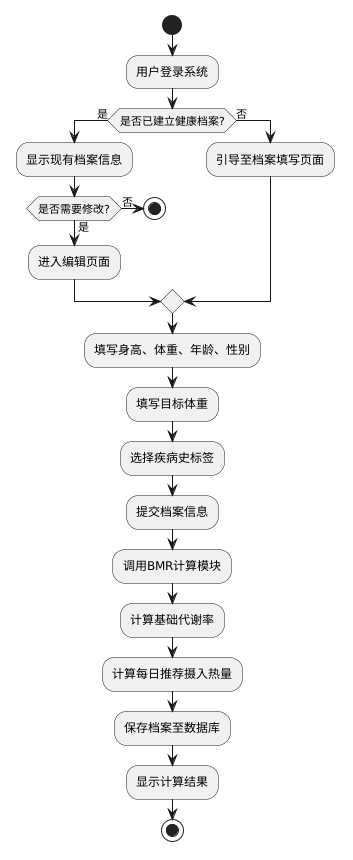 用户登录系统
是
是否已建立健康档案?
否
显示现有档案信息
引导至档案填写页面
是否需要修改?
否
是
进入编辑页面
填写身高、体重、年龄、性别
填写目标体重
选择疾病史标签
提交档案信息
调用BMR计算模块
计算基础代谢率
计算每日推荐摄入热量
保存档案至数据库
显示计算结果